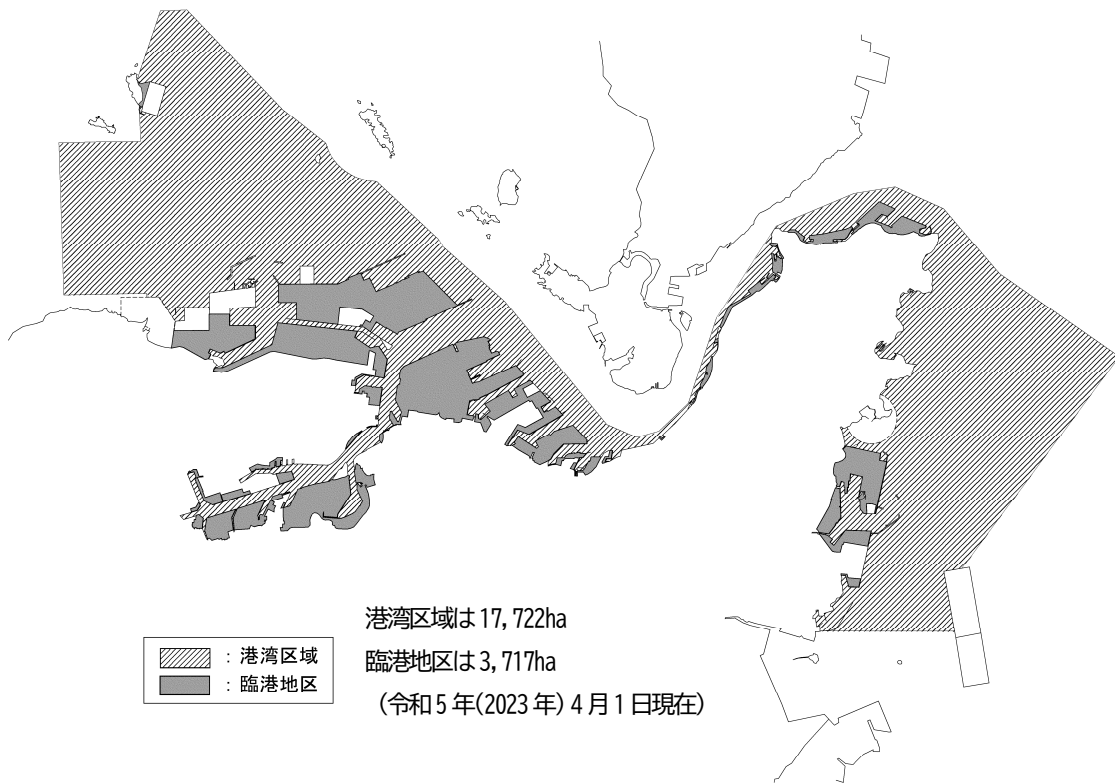 港湾区域は17,722ha
臨港地区は3,717ha
(令和5年(2023年)4月1日現在)
：港湾区域
：臨港地区